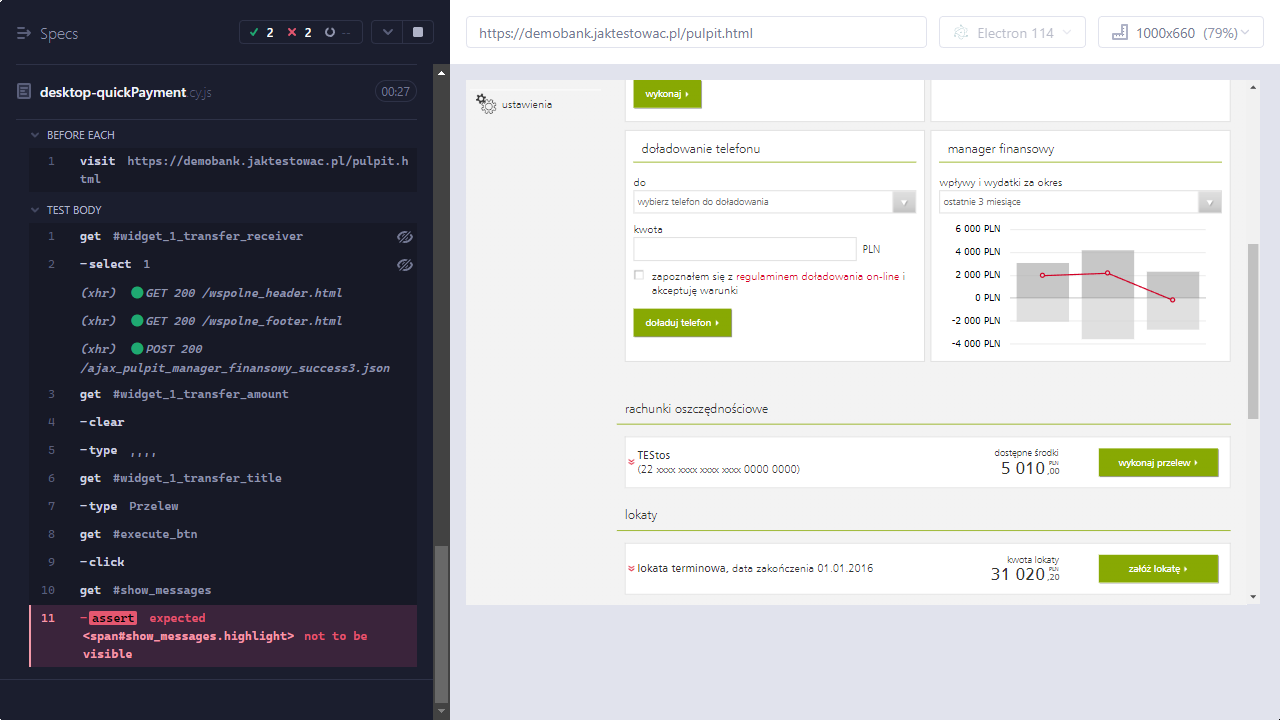 Specs
2
2
--
https://demobank.jaktestowac.pl/pulpit.html
Electron 114
1000x660 (79%)
desktop-quickPayment.cy.js
00:27
BEFORE EACH
1 visit https://demobank.jaktestowac.pl/pulpit.h
tml
TEST BODY
1 get #widget_1_transfer_receiver
2 -select 1
(xhr) GET 200 /wspolne_header.html
(xhr) GET 200 /wspolne_footer.html
(xhr) POST 200
/ajax_pulpit_manager_finansowy_success3.json
3 get #widget_1_transfer_amount
4 -clear
5 -type ,,,,
6 get #widget_1_transfer_title
7 -type Przelew
8 get #execute_btn
9 -click
10 get #show_messages
11 -assert expected
<span#show_messages.highlight> not to be
visible
ustawienia
wykonaj
doładowanie telefonu
do
wybierz telefon do doładowania
kwota
PLN
zapoznałem się z regulaminem doładowania on-line i
akceptuję warunki
doładuj telefon
manager finansowy
wpływy i wydatki za okres
ostatnie 3 miesiące
6 000 PLN
4 000 PLN
2 000 PLN
0 PLN
-2 000 PLN
-4 000 PLN
rachunki oszczędnościowe
TEStos
(22 xxxx xxxx xxxx xxxx 0000 0000)
dostępne środki
5 010 PLN ,00
wykonaj przelew
lokaty
lokata terminowa, data zakończenia 01.01.2016
kwota lokaty
31 020 PLN ,20
załóż lokatę